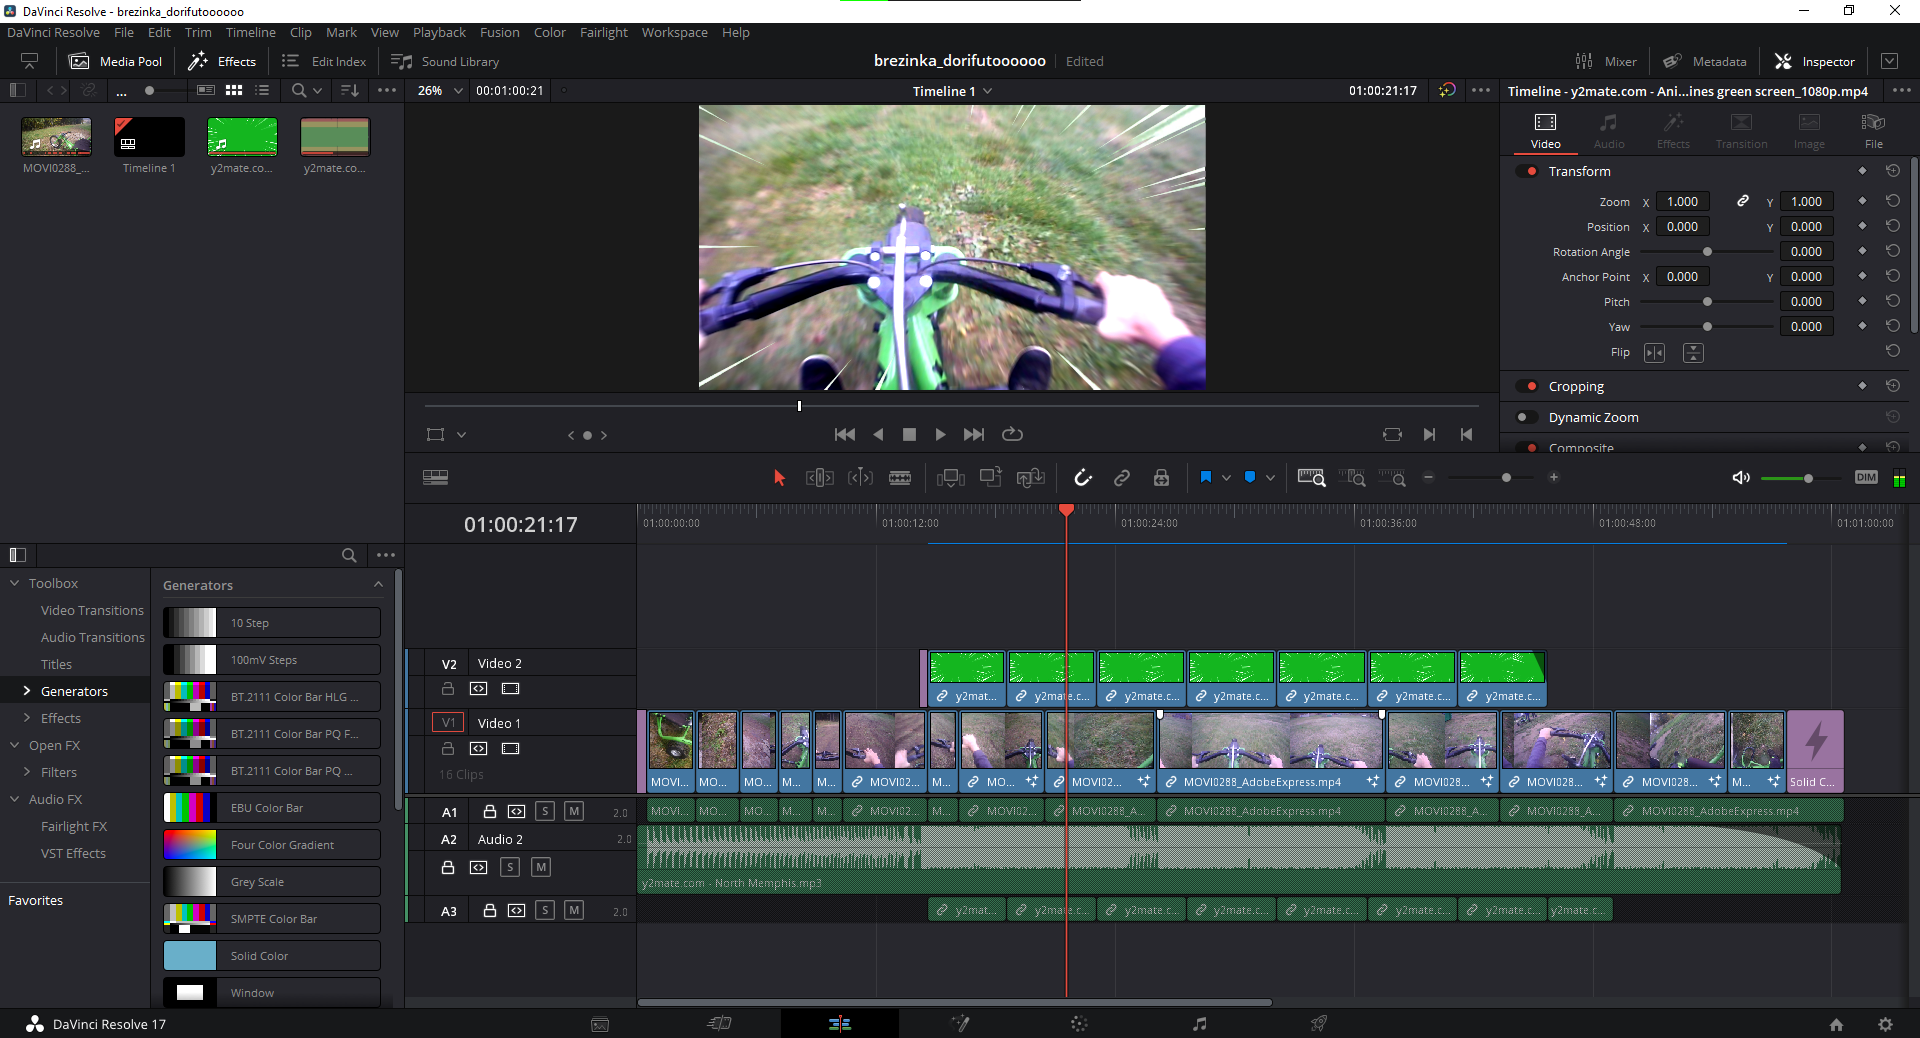 DaVinci Resolve - brezinka_dorifutoooooo
DaVinci Resolve File Edit Trim Timeline Clip Mark View Playback Fusion Color Fairlight Workspace Help
Media Pool Effects Edit Index Sound Library brezinka_dorifutoooooo Edited Mixer Metadata Inspector
... 26% 00:01:00:21 Timeline 1 01:00:21:17 Timeline - y2mate.com - Ani...ines green screen_1080p.mp4
MOVI0288_... Timeline 1 y2mate.co... y2mate.co...
Video Audio Effects Transition Image File
Transform
Zoom X 1.000 Y 1.000
Position X 0.000 Y 0.000
Rotation Angle 0.000
Anchor Point X 0.000 Y 0.000
Pitch 0.000
Yaw 0.000
Flip
Cropping
Dynamic Zoom
Composite
DIM
01:00:21:17 01:00:00:00 01:00:12:00 01:00:24:00 01:00:36:00 01:00:48:00 01:01:00:00
Toolbox
Video Transitions
Audio Transitions
Titles
Generators
Effects
Open FX
Filters
Audio FX
Fairlight FX
VST Effects
Favorites
Generators
10 Step
100mV Steps
BT.2111 Color Bar HLG ...
BT.2111 Color Bar PQ F...
BT.2111 Color Bar PQ ...
EBU Color Bar
Four Color Gradient
Grey Scale
SMPTE Color Bar
Solid Color
Window
V2 Video 2
y2mat... y2mate.c... y2mate.c... y2mate.c... y2mate.c... y2mate.c... y2mate.c...
V1 Video 1
16 Clips
MOVI... MO... MO... M... M... MOVI02... M... MO... MOVI02... MOVI0288_AdobeExpress.mp4 MOVI0288_... MOVI0288_... MOVI0288_... M... Solid C...
A1 S M 2.0
MOVI... MO... MO... M... M... MOVI02... M... MOVI02... MOVI0288_A... MOVI0288_AdobeExpress.mp4 MOVI0288_A... MOVI0288_A... MOVI0288_AdobeExpress.mp4
A2 Audio 2 2.0
S M
y2mate.com - North Memphis.mp3
A3 S M 2.0
y2mat... y2mate.c... y2mate.c... y2mate.c... y2mate.c... y2mate.c... y2mate.c... y2mate.c...
DaVinci Resolve 17